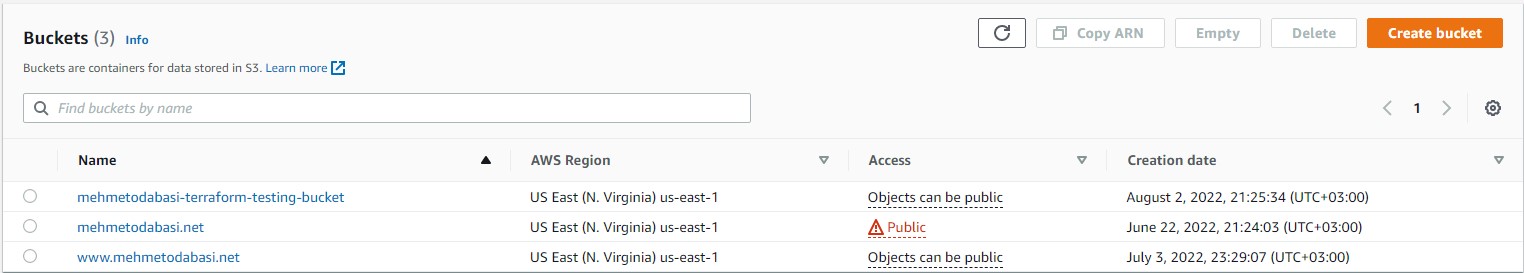 Buckets (3) Info
Copy ARN Empty Delete Create bucket
Buckets are containers for data stored in S3. Learn more
Find buckets by name
1
Name AWS Region Access Creation date
mehmetodabasi-terraform-testing-bucket US East (N. Virginia) us-east-1 Objects can be public August 2, 2022, 21:25:34 (UTC+03:00)
mehmetodabasi.net US East (N. Virginia) us-east-1 Public June 22, 2022, 21:24:03 (UTC+03:00)
www.mehmetodabasi.net US East (N. Virginia) us-east-1 Objects can be public July 3, 2022, 23:29:07 (UTC+03:00)